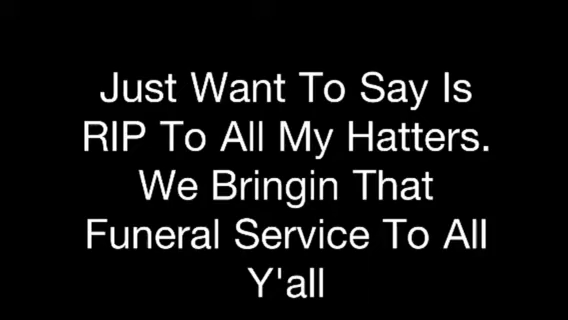 Just Want To Say Is
RIP To All My Hatters.
We Bringin That
Funeral Service To All
Y'all